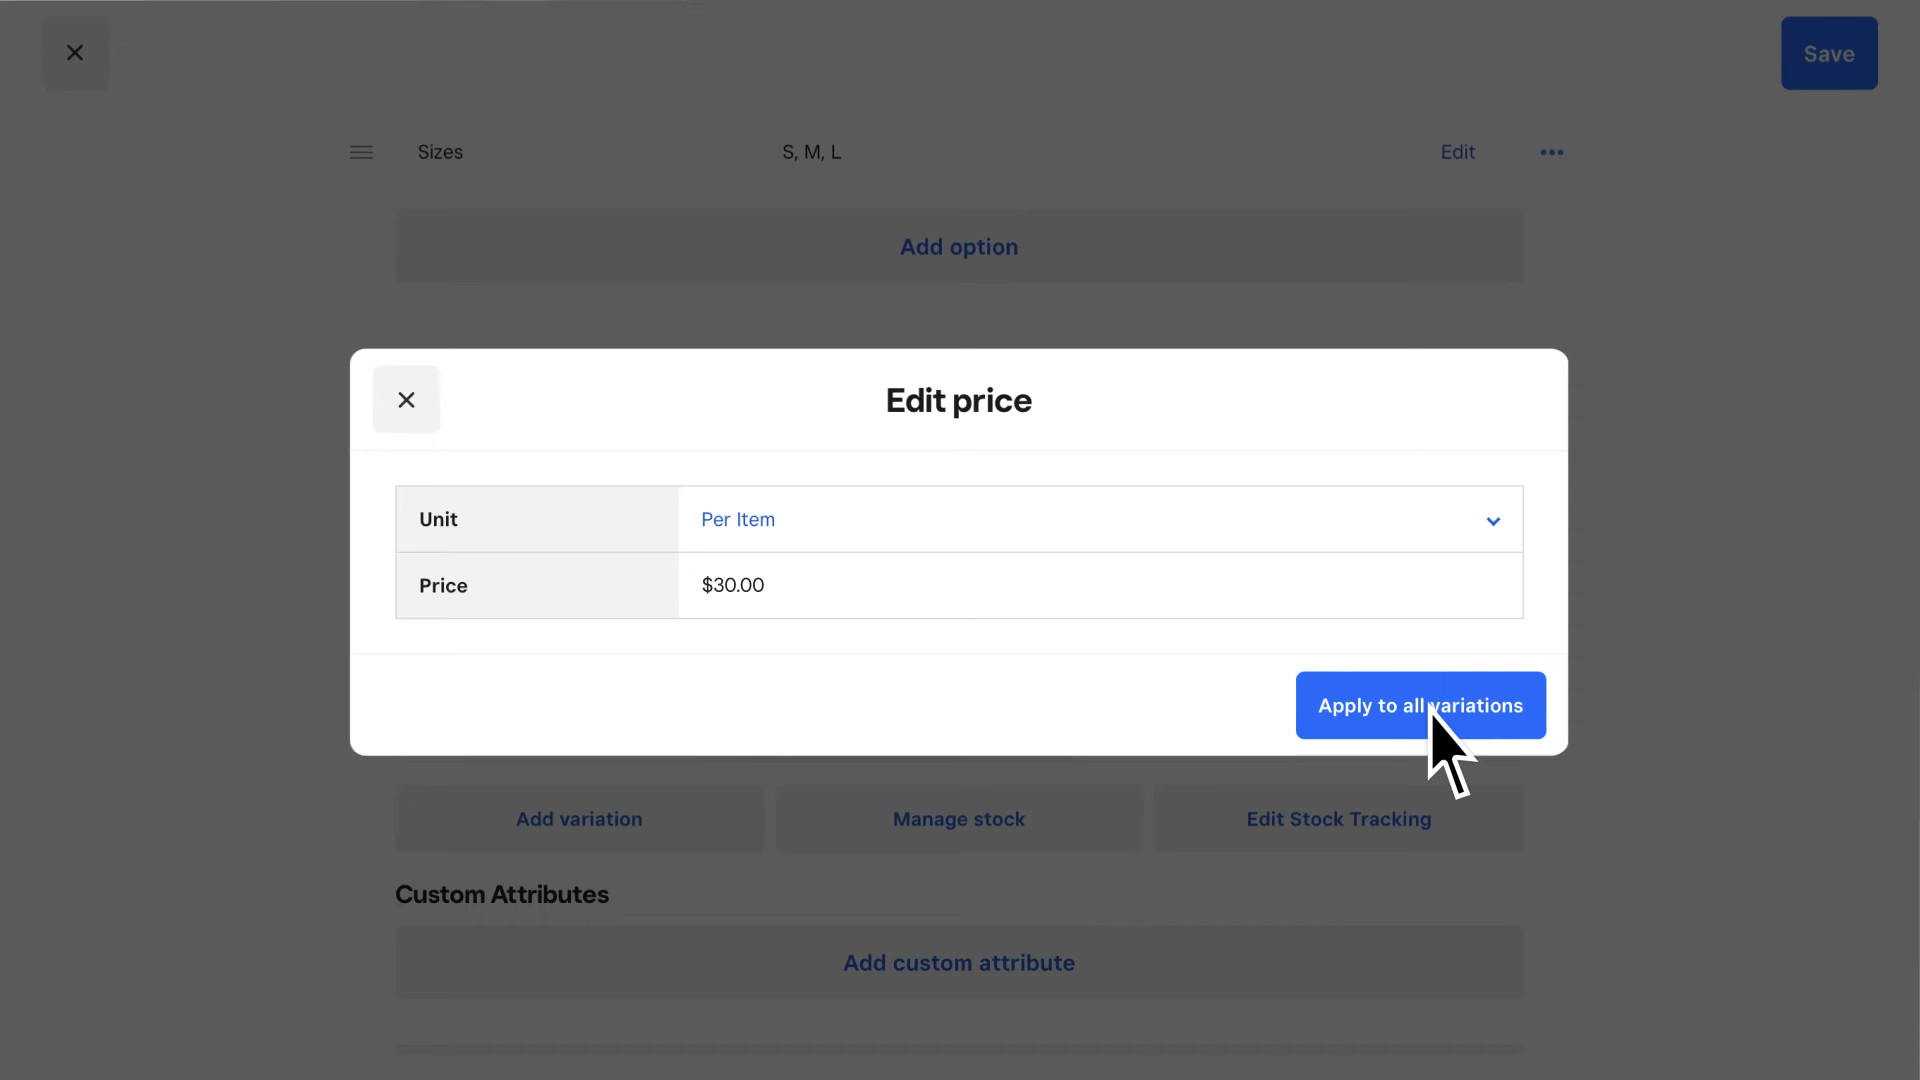 Save
Sizes
S, M, L
Edit
Add option
Edit price
Unit
Per Item
Price
$30.00
Apply to all variations
Add variation
Manage stock
Edit Stock Tracking
Custom Attributes
Add custom attribute